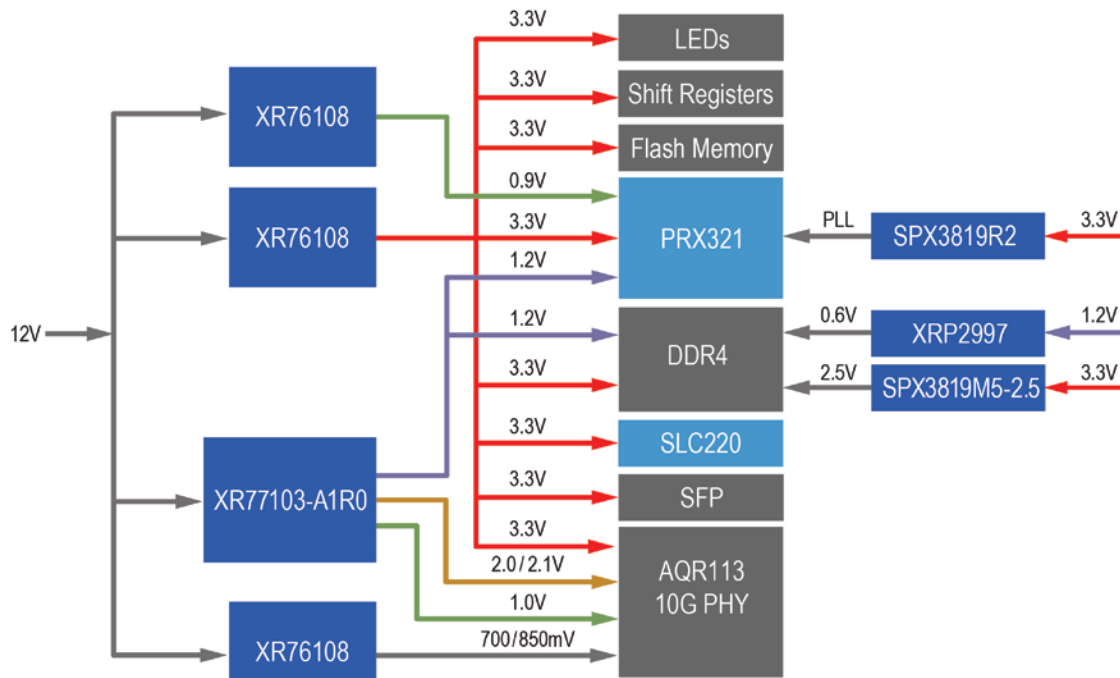 3.3V
LEDs
3.3V
Shift Registers
XR76108
3.3V
Flash Memory
0.9V
XR76108
3.3V
PRX321
PLL
SPX3819R2
3.3V
1.2V
12V
1.2V
DDR4
0.6V
XRP2997
1.2V
3.3V
2.5V
SPX3819M5-2.5
3.3V
3.3V
SLC220
XR77103-A1R0
3.3V
SFP
3.3V
2.0/2.1V
AQR113
10G PHY
1.0V
XR76108
700/850mV